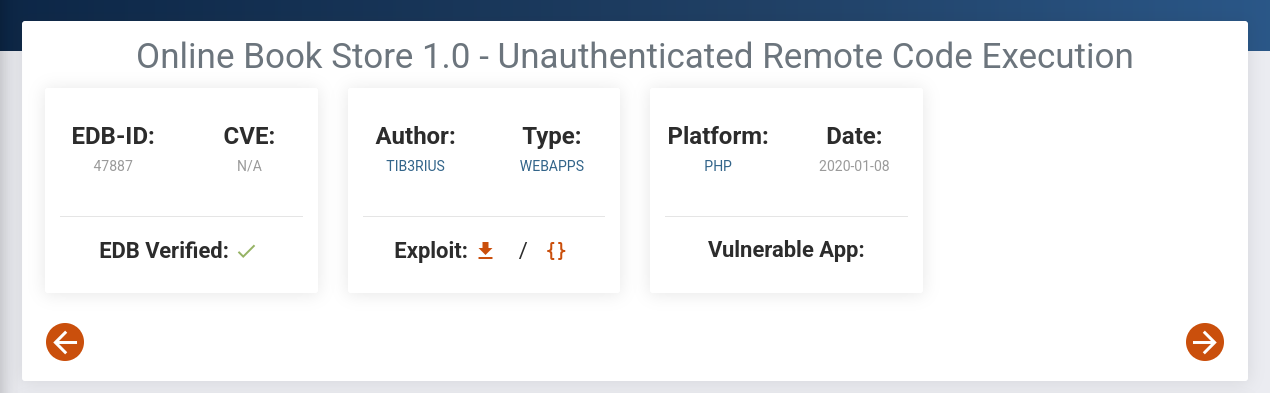 Online Book Store 1.0 - Unauthenticated Remote Code Execution
EDB-ID:
47887
CVE:
N/A
EDB Verified:
Author:
TIB3RIUS
Type:
WEBAPPS
Exploit: / {}
Platform:
PHP
Date:
2020-01-08
Vulnerable App: